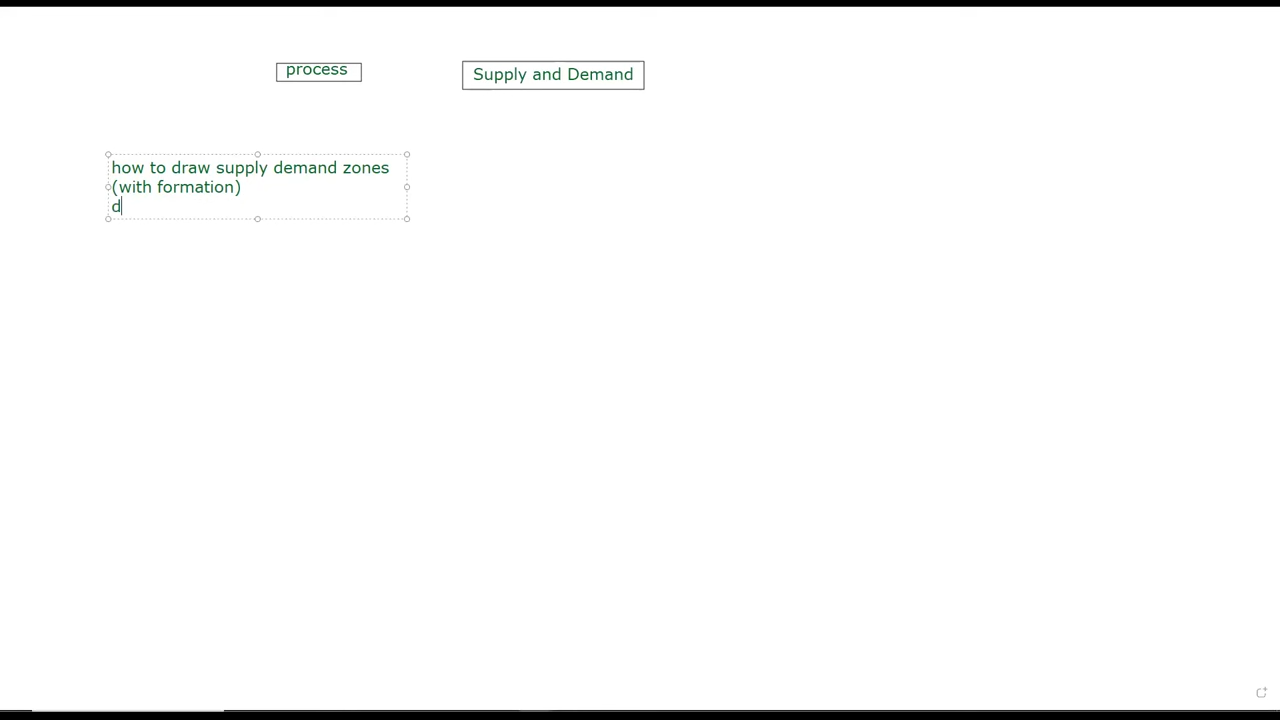 process
Supply and Demand
how to draw supply demand zones
(with formation)
d